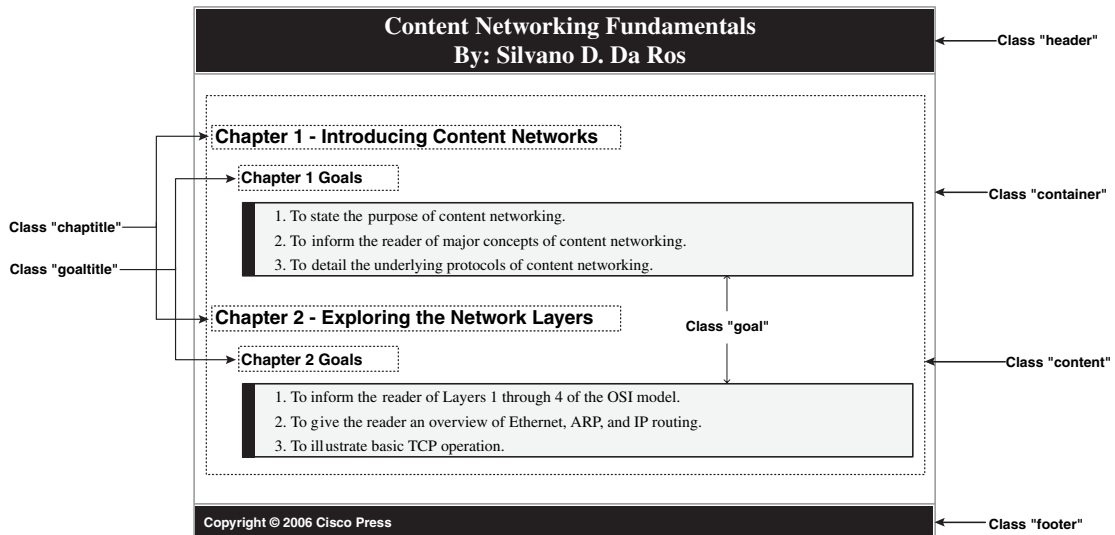 Content Networking Fundamentals
By: Silvano D. Da Ros
Class "header"
Chapter 1 - Introducing Content Networks
Chapter 1 Goals
Class "container"
1. To state the purpose of content networking.
Class "chaptitle"
2. To inform the reader of major concepts of content networking.
Class "goaltitle"
3. To detail the underlying protocols of content networking.
Chapter 2 - Exploring the Network Layers
Class "goal"
Chapter 2 Goals
Class "content"
1. To inform the reader of Layers 1 through 4 of the OSI model.
2. To give the reader an overview of Ethernet, ARP, and IP routing.
3. To illustrate basic TCP operation.
Copyright © 2006 Cisco Press
Class "footer"